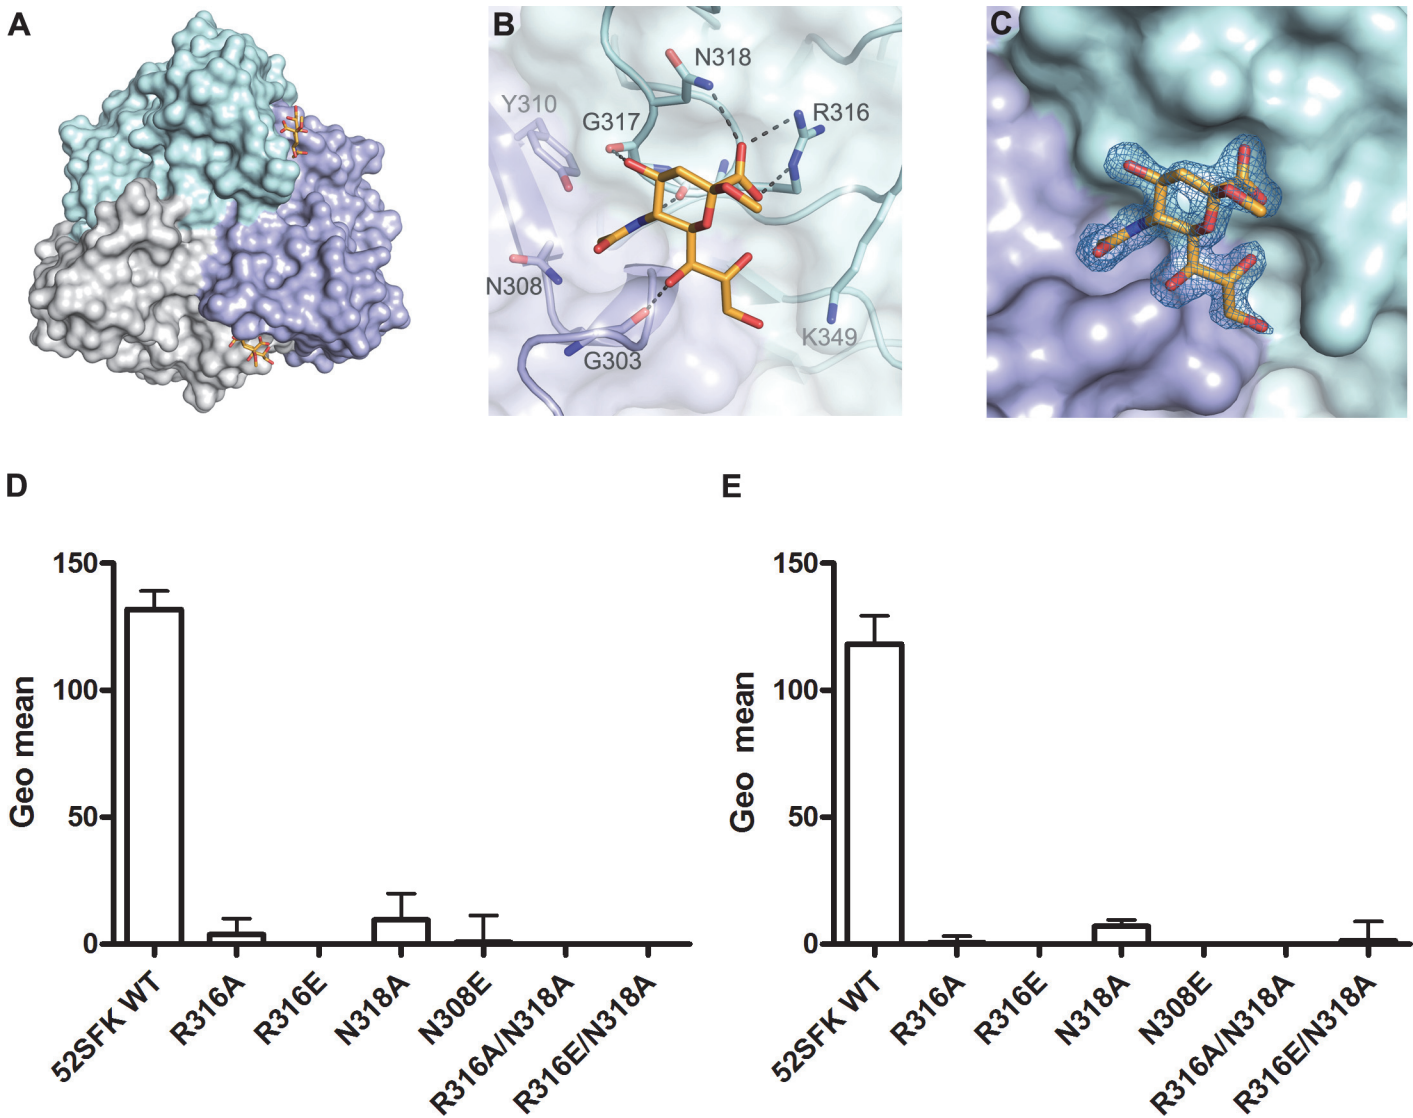 A
B
C
N318
Y310
G317
R316
N308
G303
K349
D
E
150
100
50
0
Geo mean
52SFK WT
R316A
R316E
N318A
N308E
R316A/N318A
R316E/N318A
150
100
50
0
Geo mean
52SFK WT
R316A
R316E
N318A
N308E
R316A/N318A
R316E/N318A